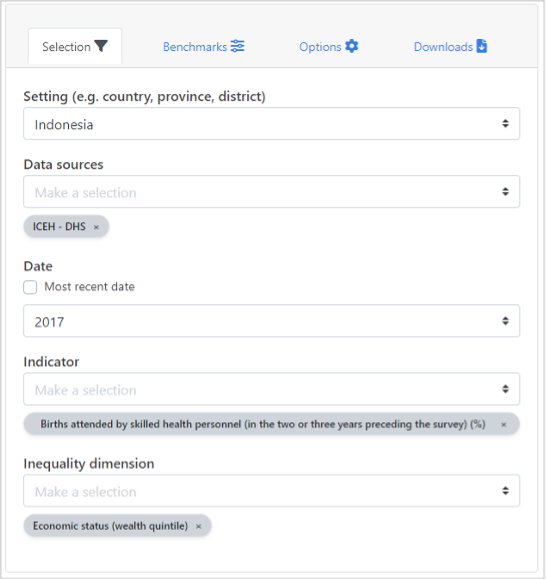 Selection Benchmarks Options Downloads
Setting (e.g. country, province, district)
Indonesia
Data sources
Make a selection
ICEH - DHS ×
Date
Most recent date
2017
Indicator
Make a selection
Births attended by skilled health personnel (in the two or three years preceding the survey) (%) ×
Inequality dimension
Make a selection
Economic status (wealth quintile) ×